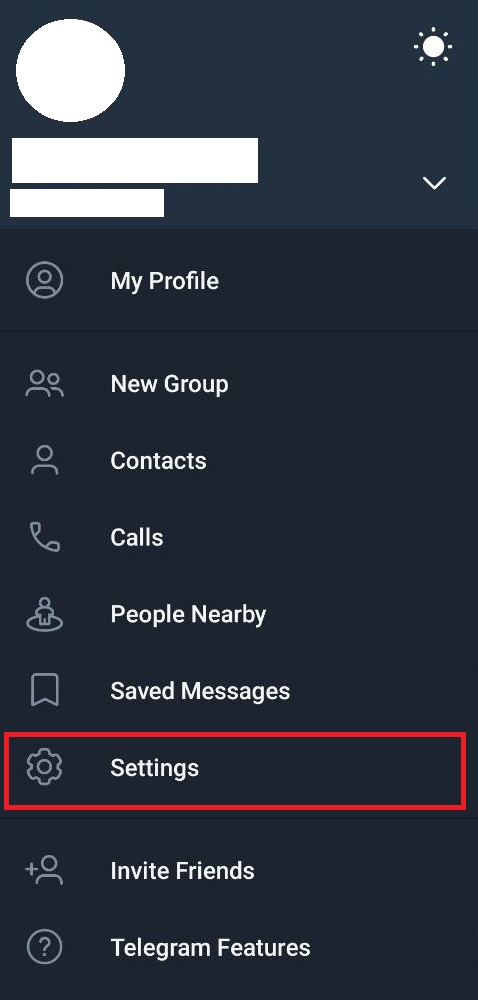 My Profile
New Group
Contacts
Calls
People Nearby
Saved Messages
Settings
Invite Friends
Telegram Features